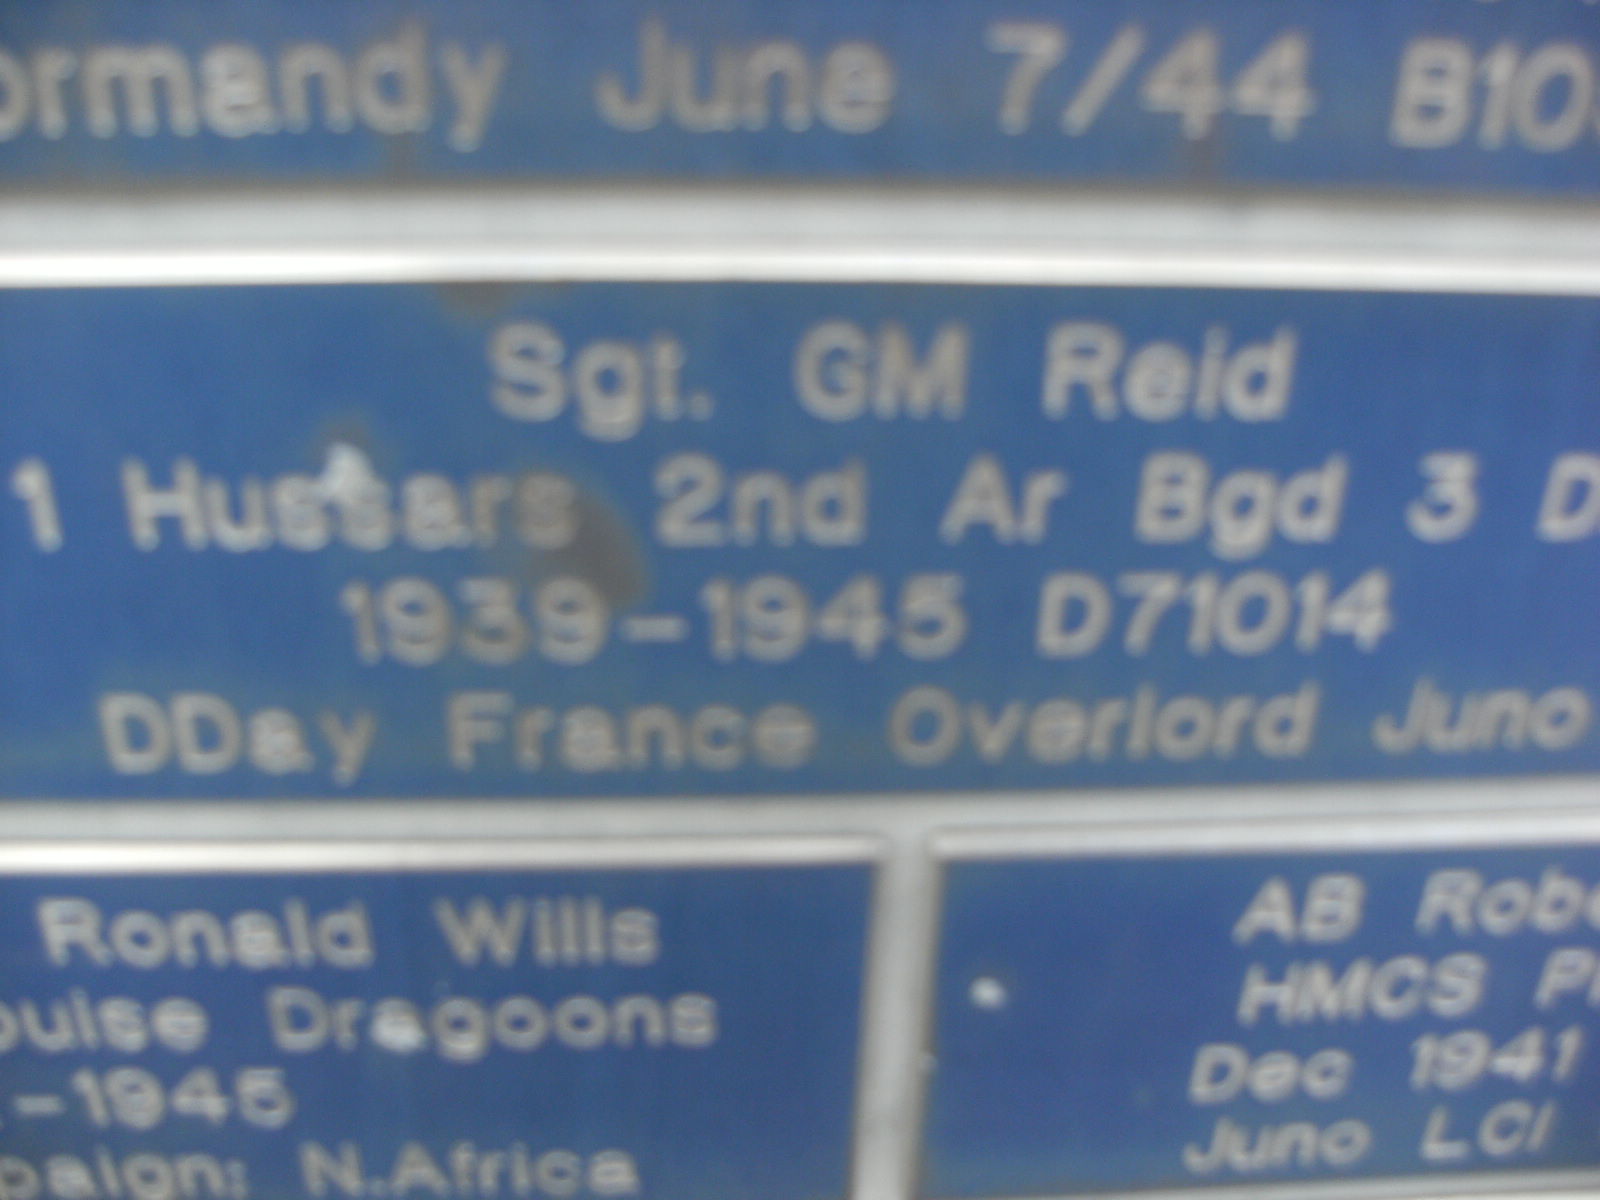 ormandy June 7/44 B10
Sgt. GM Reid
1 Hussars 2nd Ar Bgd 3 D
1939-1945 D71014
DDay France Overlord Juno
Ronald Wills
ouise Dragoons
-1945
paign: N.Africa
AB Robe
HMCS P
Dec 1941
Juno LCI